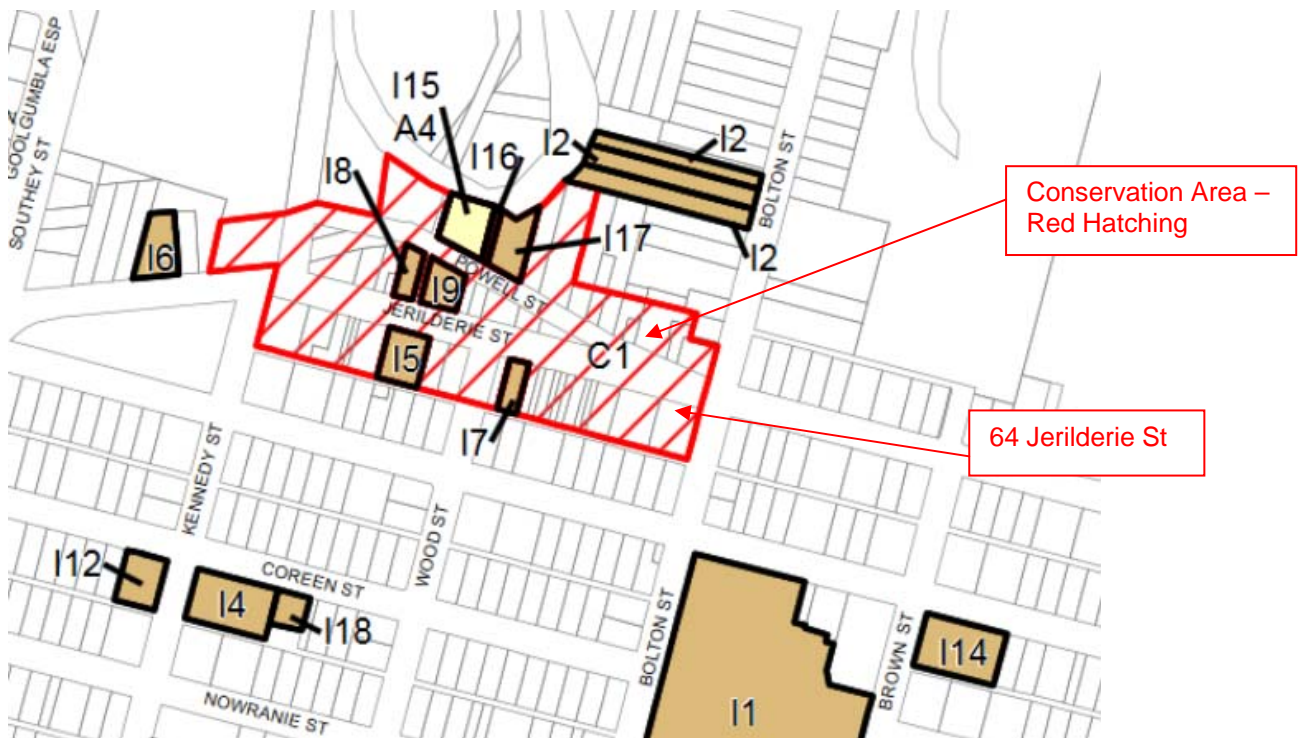 GOOLGUMBLA ESP
SOUTHEY ST
I15
A4
I16
I2
I2
BOLTON ST
Conservation Area –
Red Hatching
I8
I17
I2
I6
I9
POWELL ST
JERILDERIE ST
I5
C1
I7
64 Jerilderie St
KENNEDY ST
WOOD ST
I12
COREEN ST
I4
I18
BOLTON ST
BROWN ST
I14
NOWRANIE ST
I1